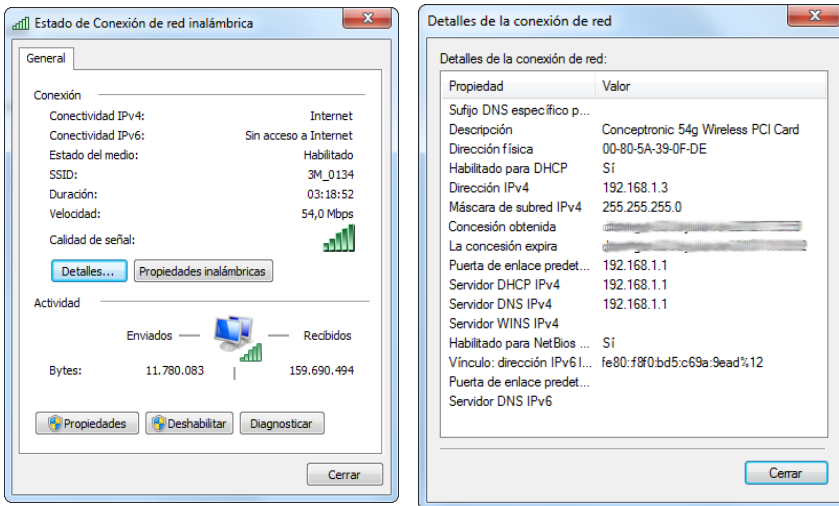 Estado de Conexión de red inalámbrica
General
Conexión
Conectividad IPv4: Internet
Conectividad IPv6: Sin acceso a Internet
Estado del medio: Habilitado
SSID: 3M_0134
Duración: 03:18:52
Velocidad: 54,0 Mbps
Calidad de señal:
Detalles... Propiedades inalámbricas
Actividad
Enviados Recibidos
Bytes: 11.780.083 159.690.494
Propiedades Deshabilitar Diagnosticar
Cerrar
Detalles de la conexión de red
Detalles de la conexión de red:
Propiedad Valor
Sufijo DNS específico p...
Descripción Conceptronic 54g Wireless PCI Card
Dirección física 00-80-5A-39-0F-DE
Habilitado para DHCP Sí
Dirección IPv4 192.168.1.3
Máscara de subred IPv4 255.255.255.0
Concesión obtenida
La concesión expira
Puerta de enlace predet... 192.168.1.1
Servidor DHCP IPv4 192.168.1.1
Servidor DNS IPv4 192.168.1.1
Servidor WINS IPv4
Habilitado para NetBios ... Sí
Vínculo: dirección IPv6 l... fe80::f8f0:bd5:c69a:9ead%12
Puerta de enlace predet...
Servidor DNS IPv6
Cerrar